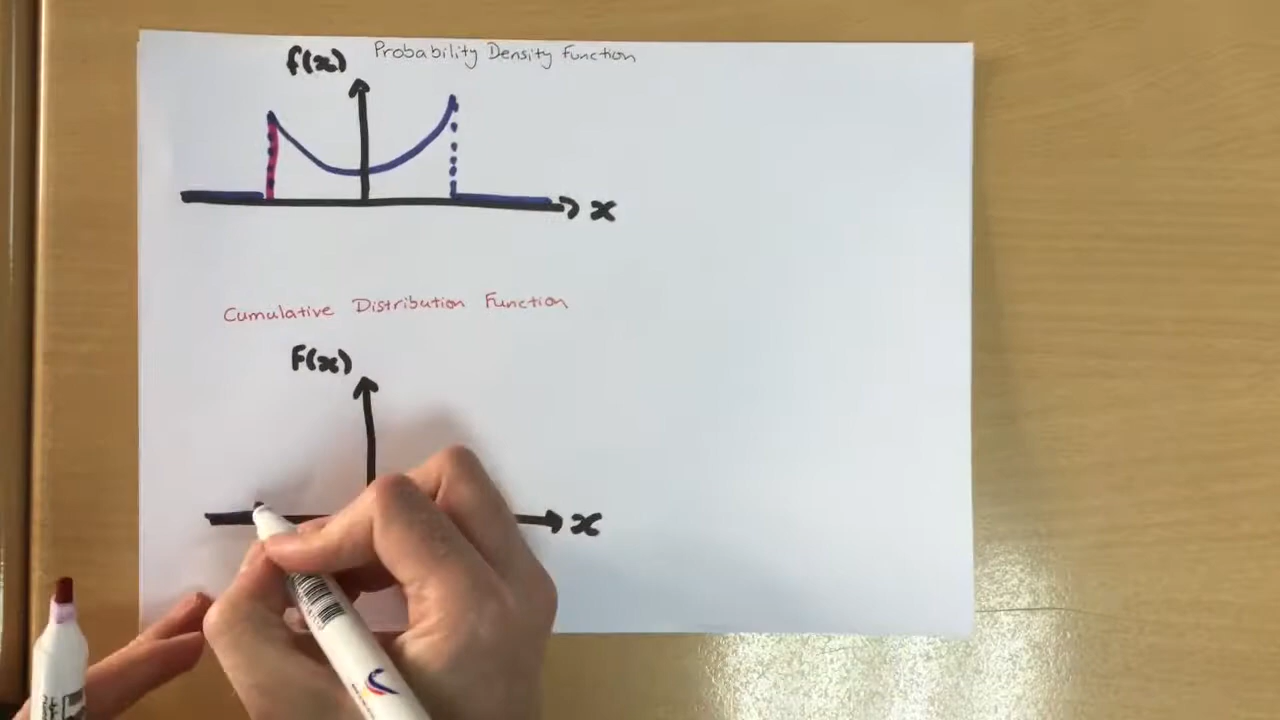 Probability Density Function
f(x)
x
Cumulative Distribution Function
F(x)
x